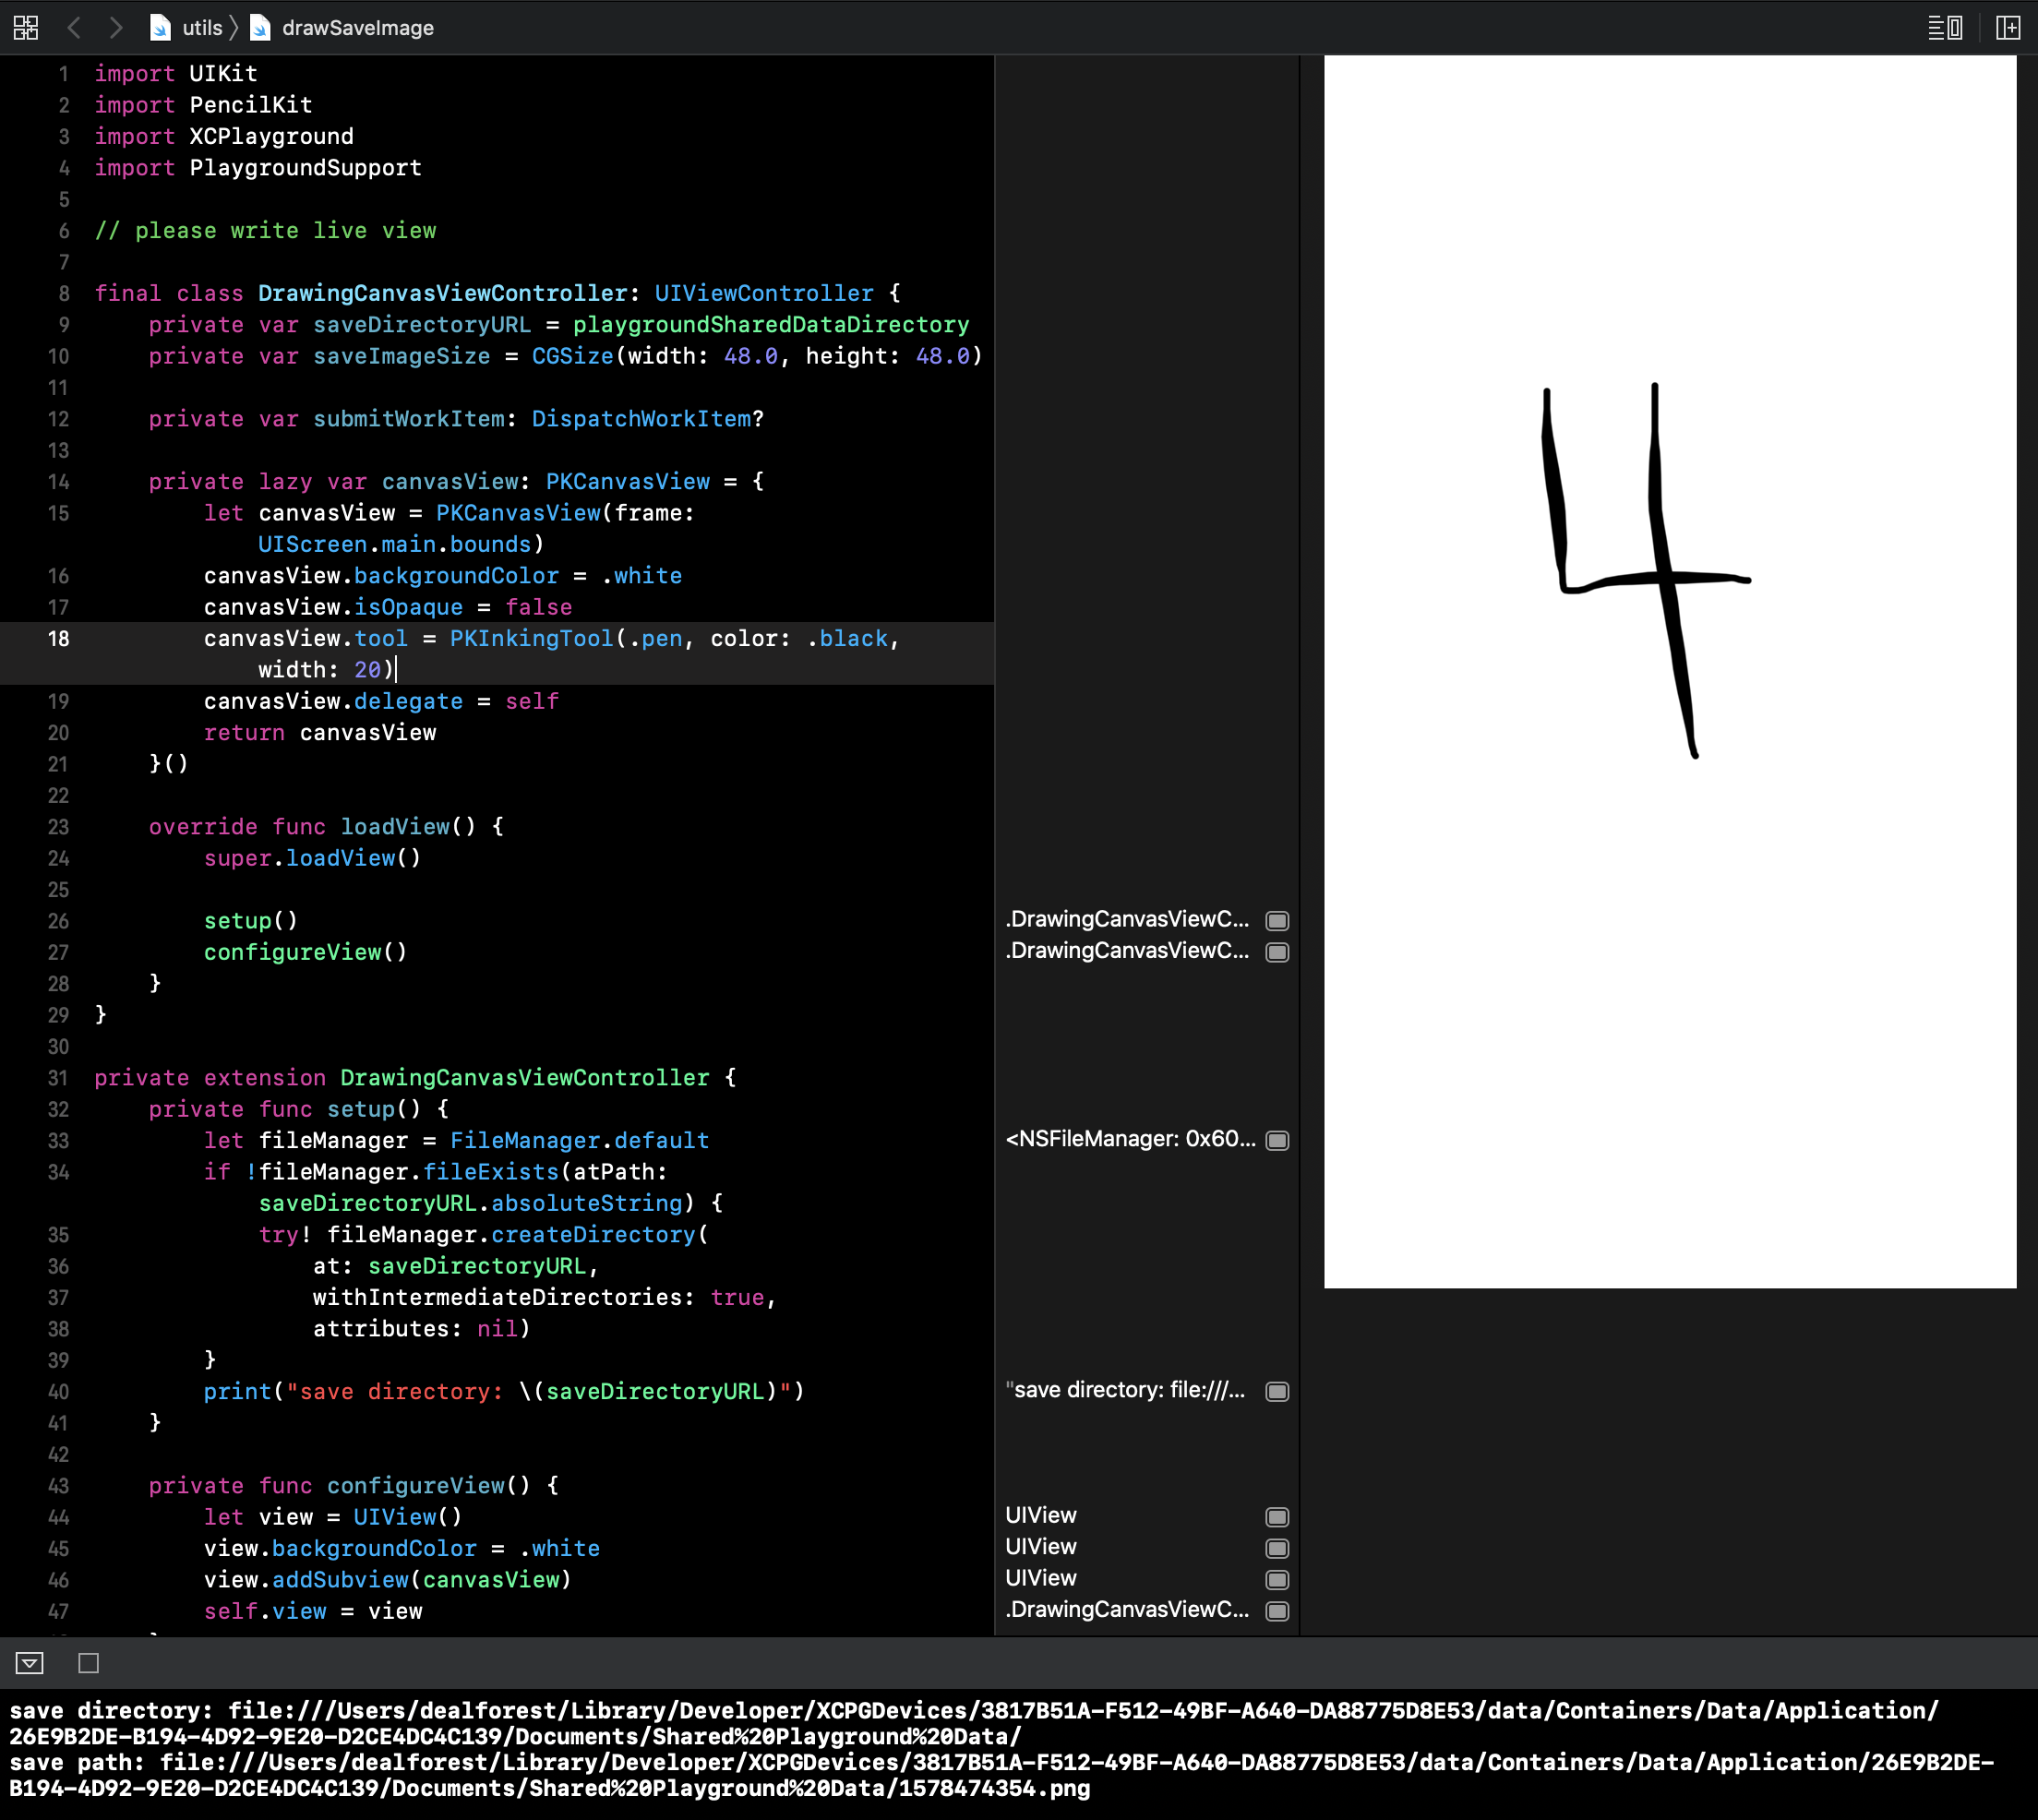 utils 〉 drawSaveImage
1 import UIKit
2 import PencilKit
3 import XCPlayground
4 import PlaygroundSupport
5
6 // please write live view
7
8 final class DrawingCanvasViewController: UIViewController {
9 private var saveDirectoryURL = playgroundSharedDataDirectory
10 private var saveImageSize = CGSize(width: 48.0, height: 48.0)
11
12 private var submitWorkItem: DispatchWorkItem?
13
14 private lazy var canvasView: PKCanvasView = {
15 let canvasView = PKCanvasView(frame:
UIScreen.main.bounds)
16 canvasView.backgroundColor = .white
17 canvasView.isOpaque = false
18 canvasView.tool = PKInkingTool(.pen, color: .black,
width: 20)
19 canvasView.delegate = self
20 return canvasView
21 }()
22
23 override func loadView() {
24 super.loadView()
25
26 setup()
27 configureView()
28 }
29 }
30
31 private extension DrawingCanvasViewController {
32 private func setup() {
33 let fileManager = FileManager.default
34 if !fileManager.fileExists(atPath:
saveDirectoryURL.absoluteString) {
35 try! fileManager.createDirectory(
36 at: saveDirectoryURL,
37 withIntermediateDirectories: true,
38 attributes: nil)
39 }
40 print("save directory: \(saveDirectoryURL)")
41 }
42
43 private func configureView() {
44 let view = UIView()
45 view.backgroundColor = .white
46 view.addSubview(canvasView)
47 self.view = view
.DrawingCanvasViewC...
.DrawingCanvasViewC...
<NSFileManager: 0x60...
"save directory: file:///...
UIView
UIView
UIView
.DrawingCanvasViewC...
4
save directory: file:///Users/dealforest/Library/Developer/XCPGDevices/3817B51A-F512-49BF-A640-DA88775D8E53/data/Containers/Data/Application/
26E9B2DE-B194-4D92-9E20-D2CE4DC4C139/Documents/Shared%20Playground%20Data/
save path: file:///Users/dealforest/Library/Developer/XCPGDevices/3817B51A-F512-49BF-A640-DA88775D8E53/data/Containers/Data/Application/26E9B2DE-
B194-4D92-9E20-D2CE4DC4C139/Documents/Shared%20Playground%20Data/1578474354.png